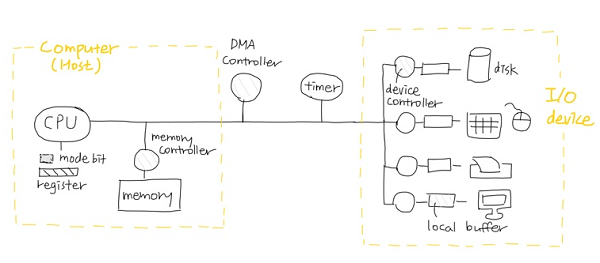 Computer
(Host)
CPU
mode bit
register
memory
controller
memory
DMA
Controller
timer
device
controller
disk
I/O
device
local buffer